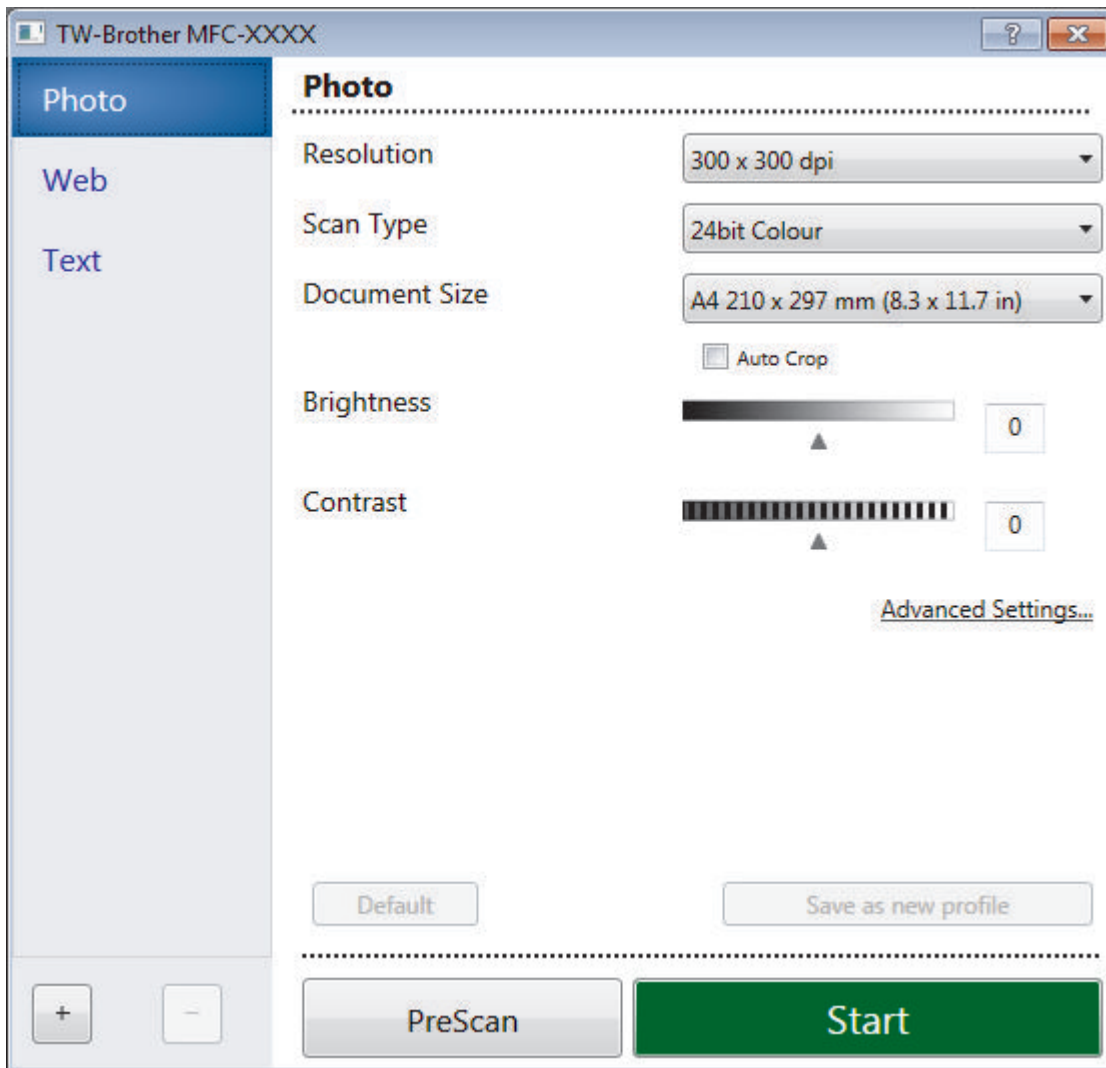 TW-Brother MFC-XXXX
?
Photo
Web
Text
Photo
Resolution
300 x 300 dpi
Scan Type
24bit Colour
Document Size
A4 210 x 297 mm (8.3 x 11.7 in)
Auto Crop
Brightness
0
Contrast
0
Advanced Settings...
Default
Save as new profile
+
-
PreScan
Start